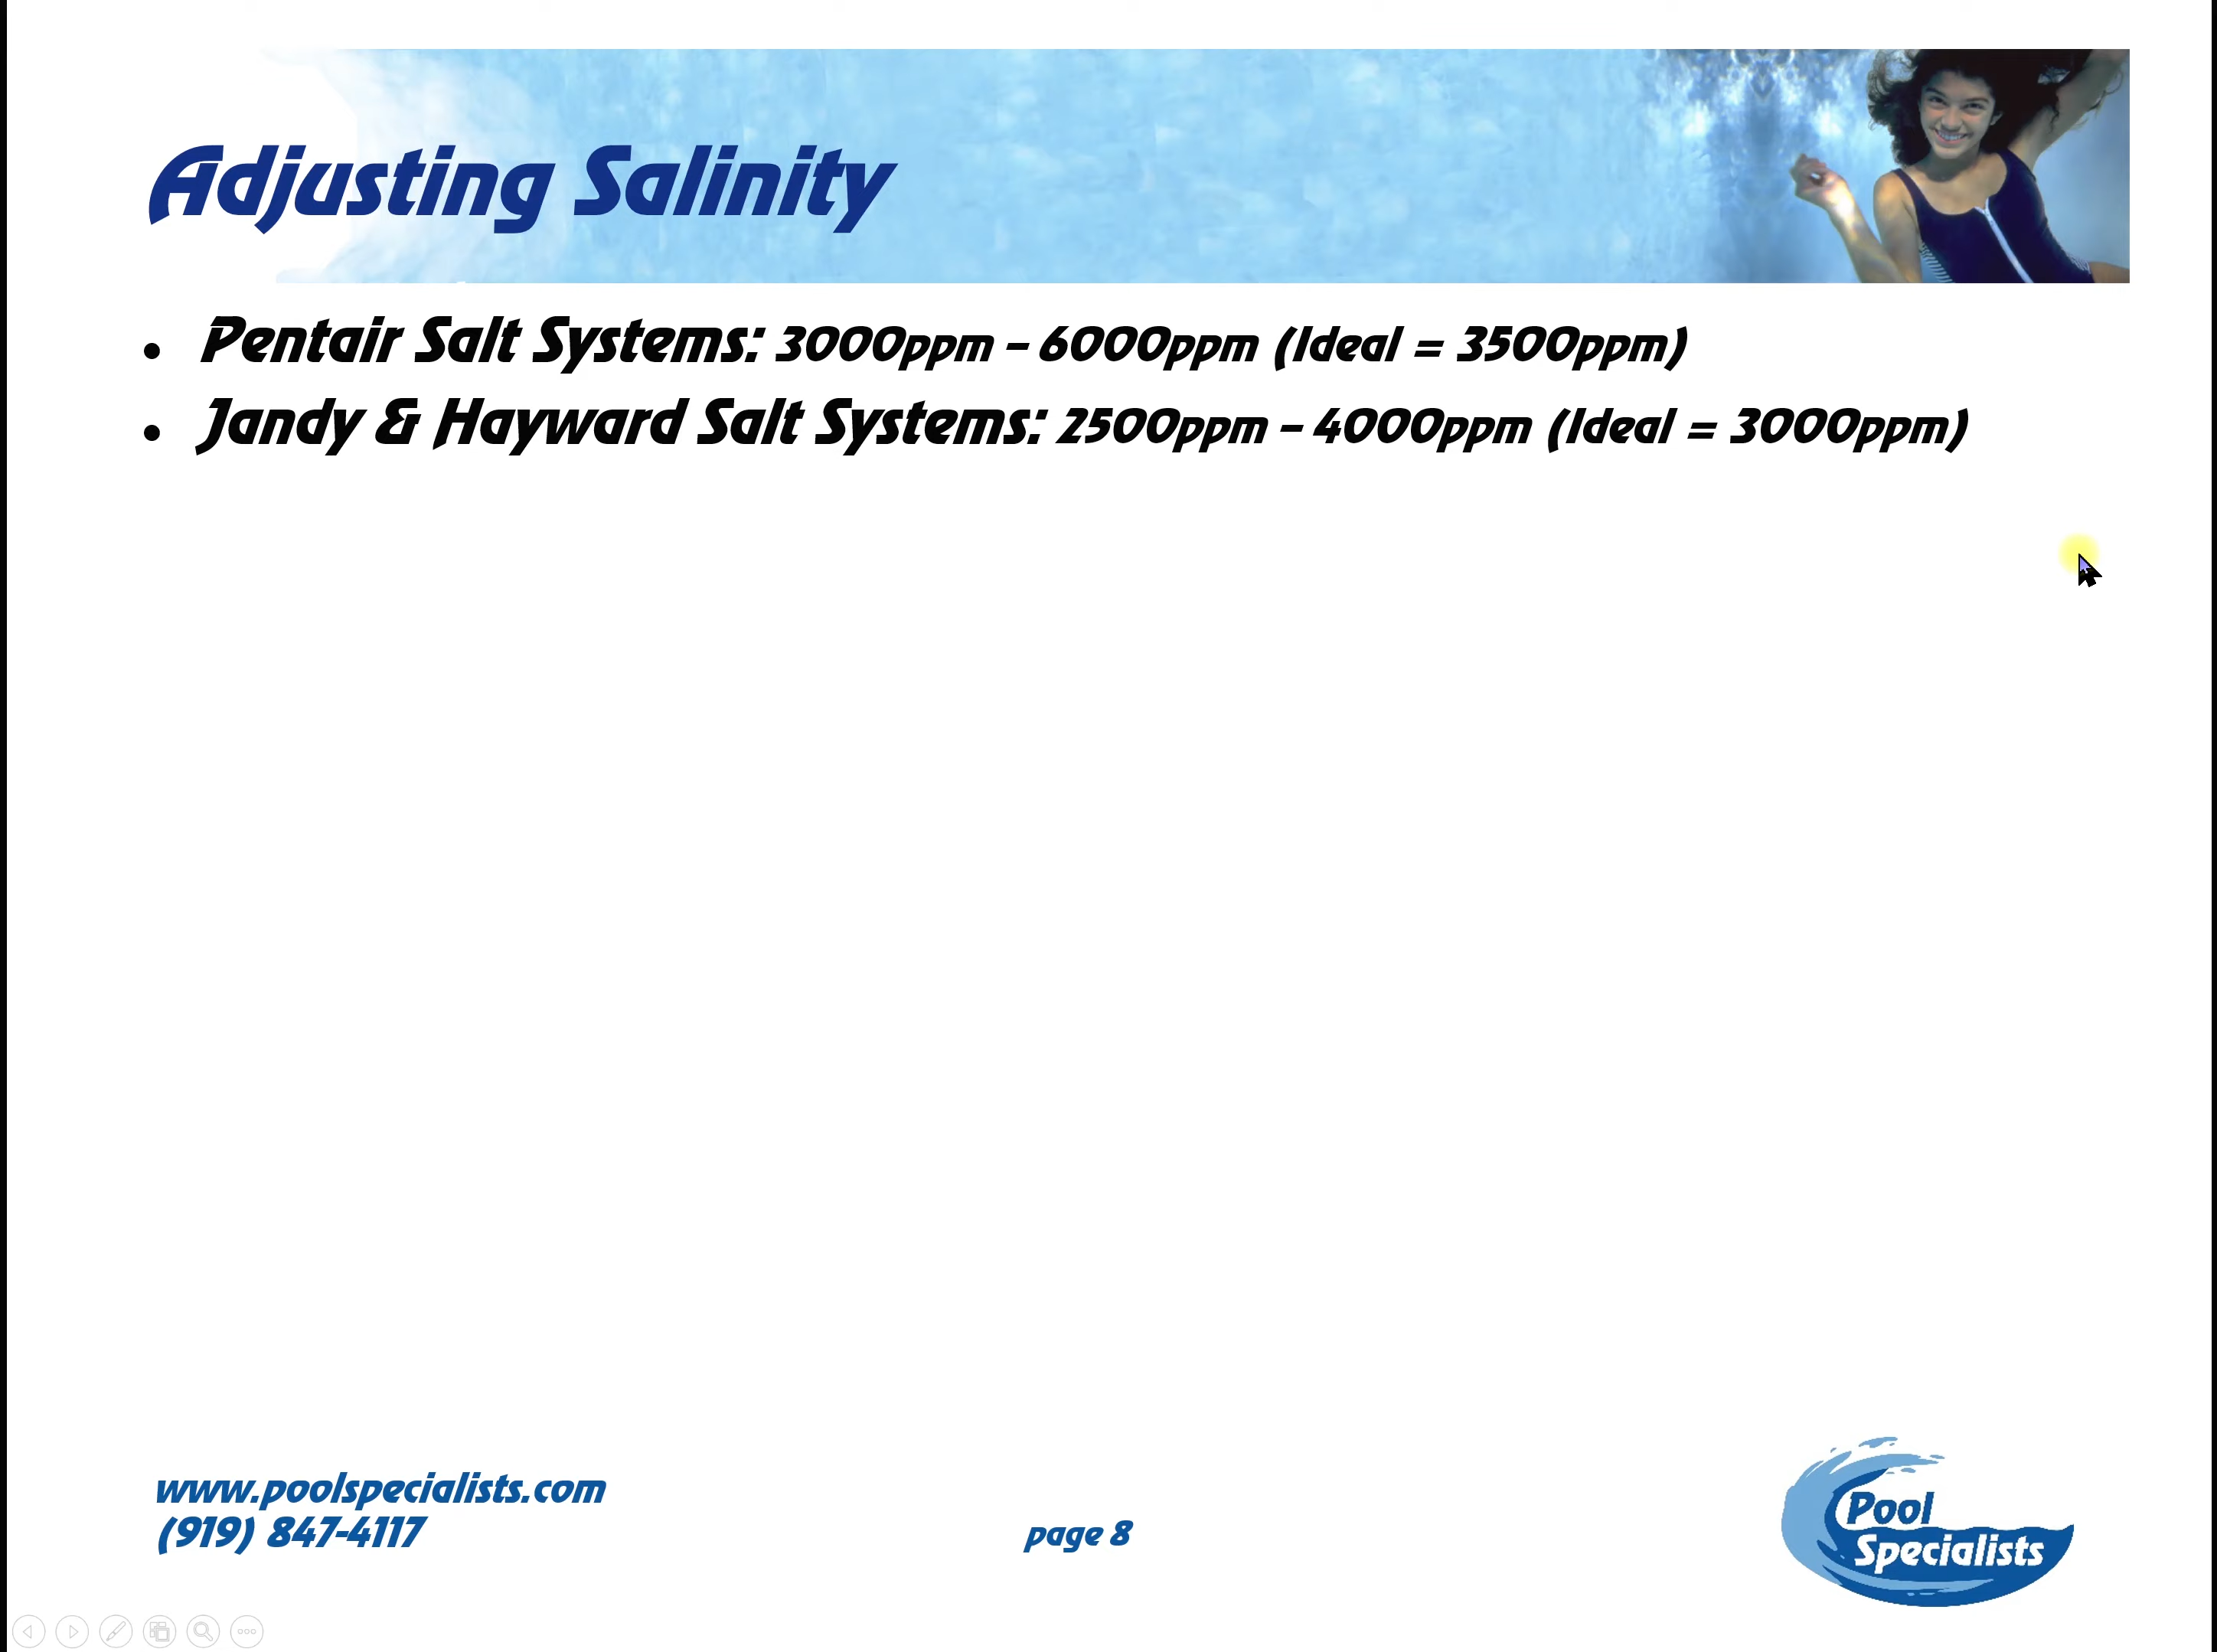 Adjusting Salinity
• Pentair Salt Systems: 3000ppm – 6000ppm (Ideal = 3500ppm)
• Jandy & Hayward Salt Systems: 2500ppm – 4000ppm (Ideal = 3000ppm)
www.poolspecialists.com
(919) 847-4117
page 8
Pool
Specialists